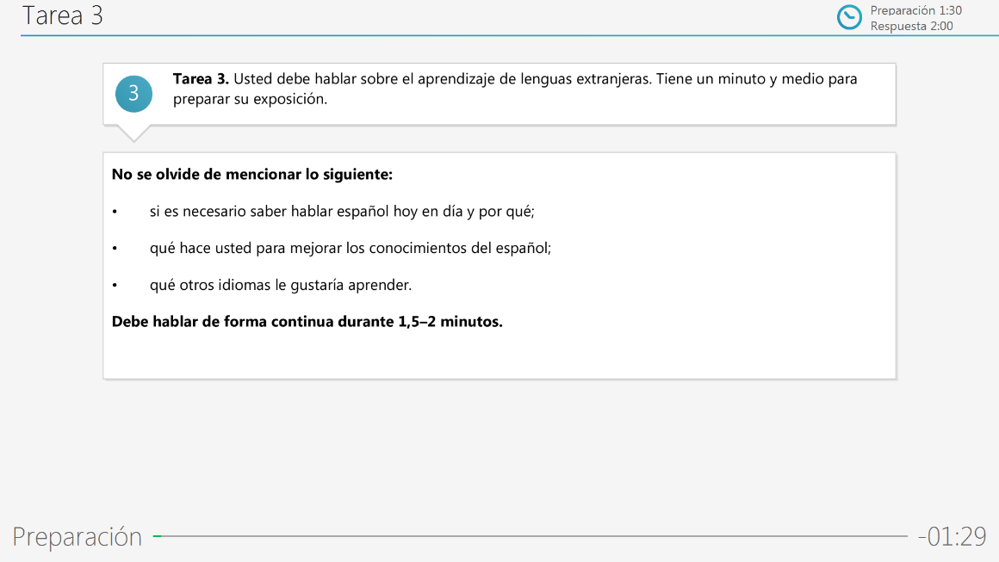 Tarea 3
Preparación 1:30
Respuesta 2:00
3
Tarea 3. Usted debe hablar sobre el aprendizaje de lenguas extranjeras. Tiene un minuto y medio para
preparar su exposición.
No se olvide de mencionar lo siguiente:
• si es necesario saber hablar español hoy en día y por qué;
• qué hace usted para mejorar los conocimientos del español;
• qué otros idiomas le gustaría aprender.
Debe hablar de forma continua durante 1,5–2 minutos.
Preparación
-01:29